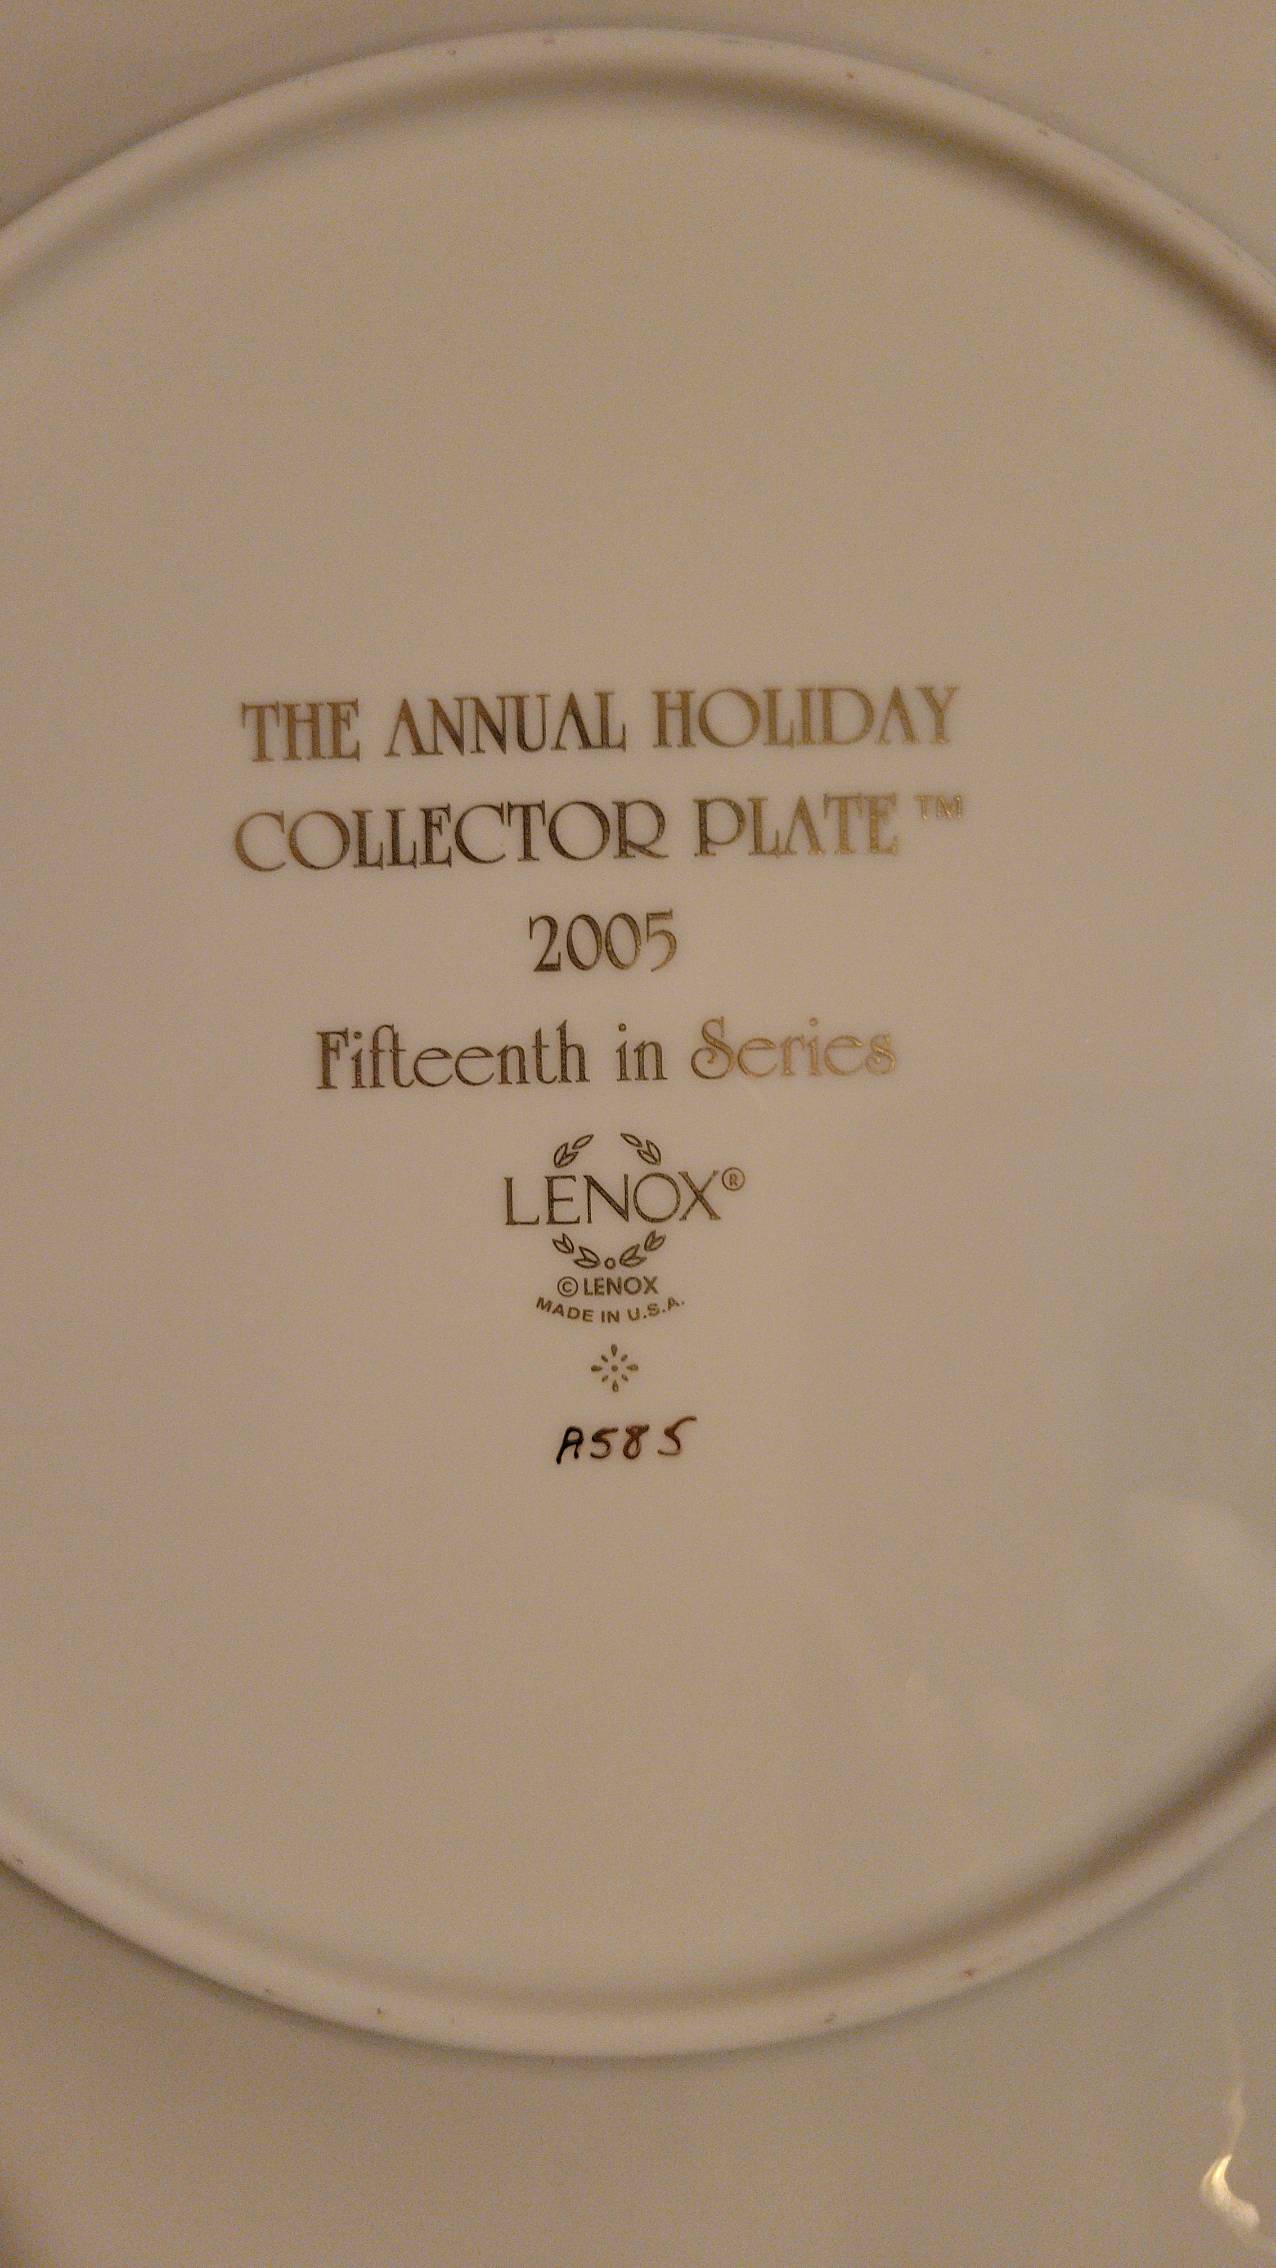 THE ANNUAL HOLIDAY
COLLECTOR PLATE™
2005
Fifteenth in Series
LENOX®
© LENOX
MADE IN U.S.A.
A585